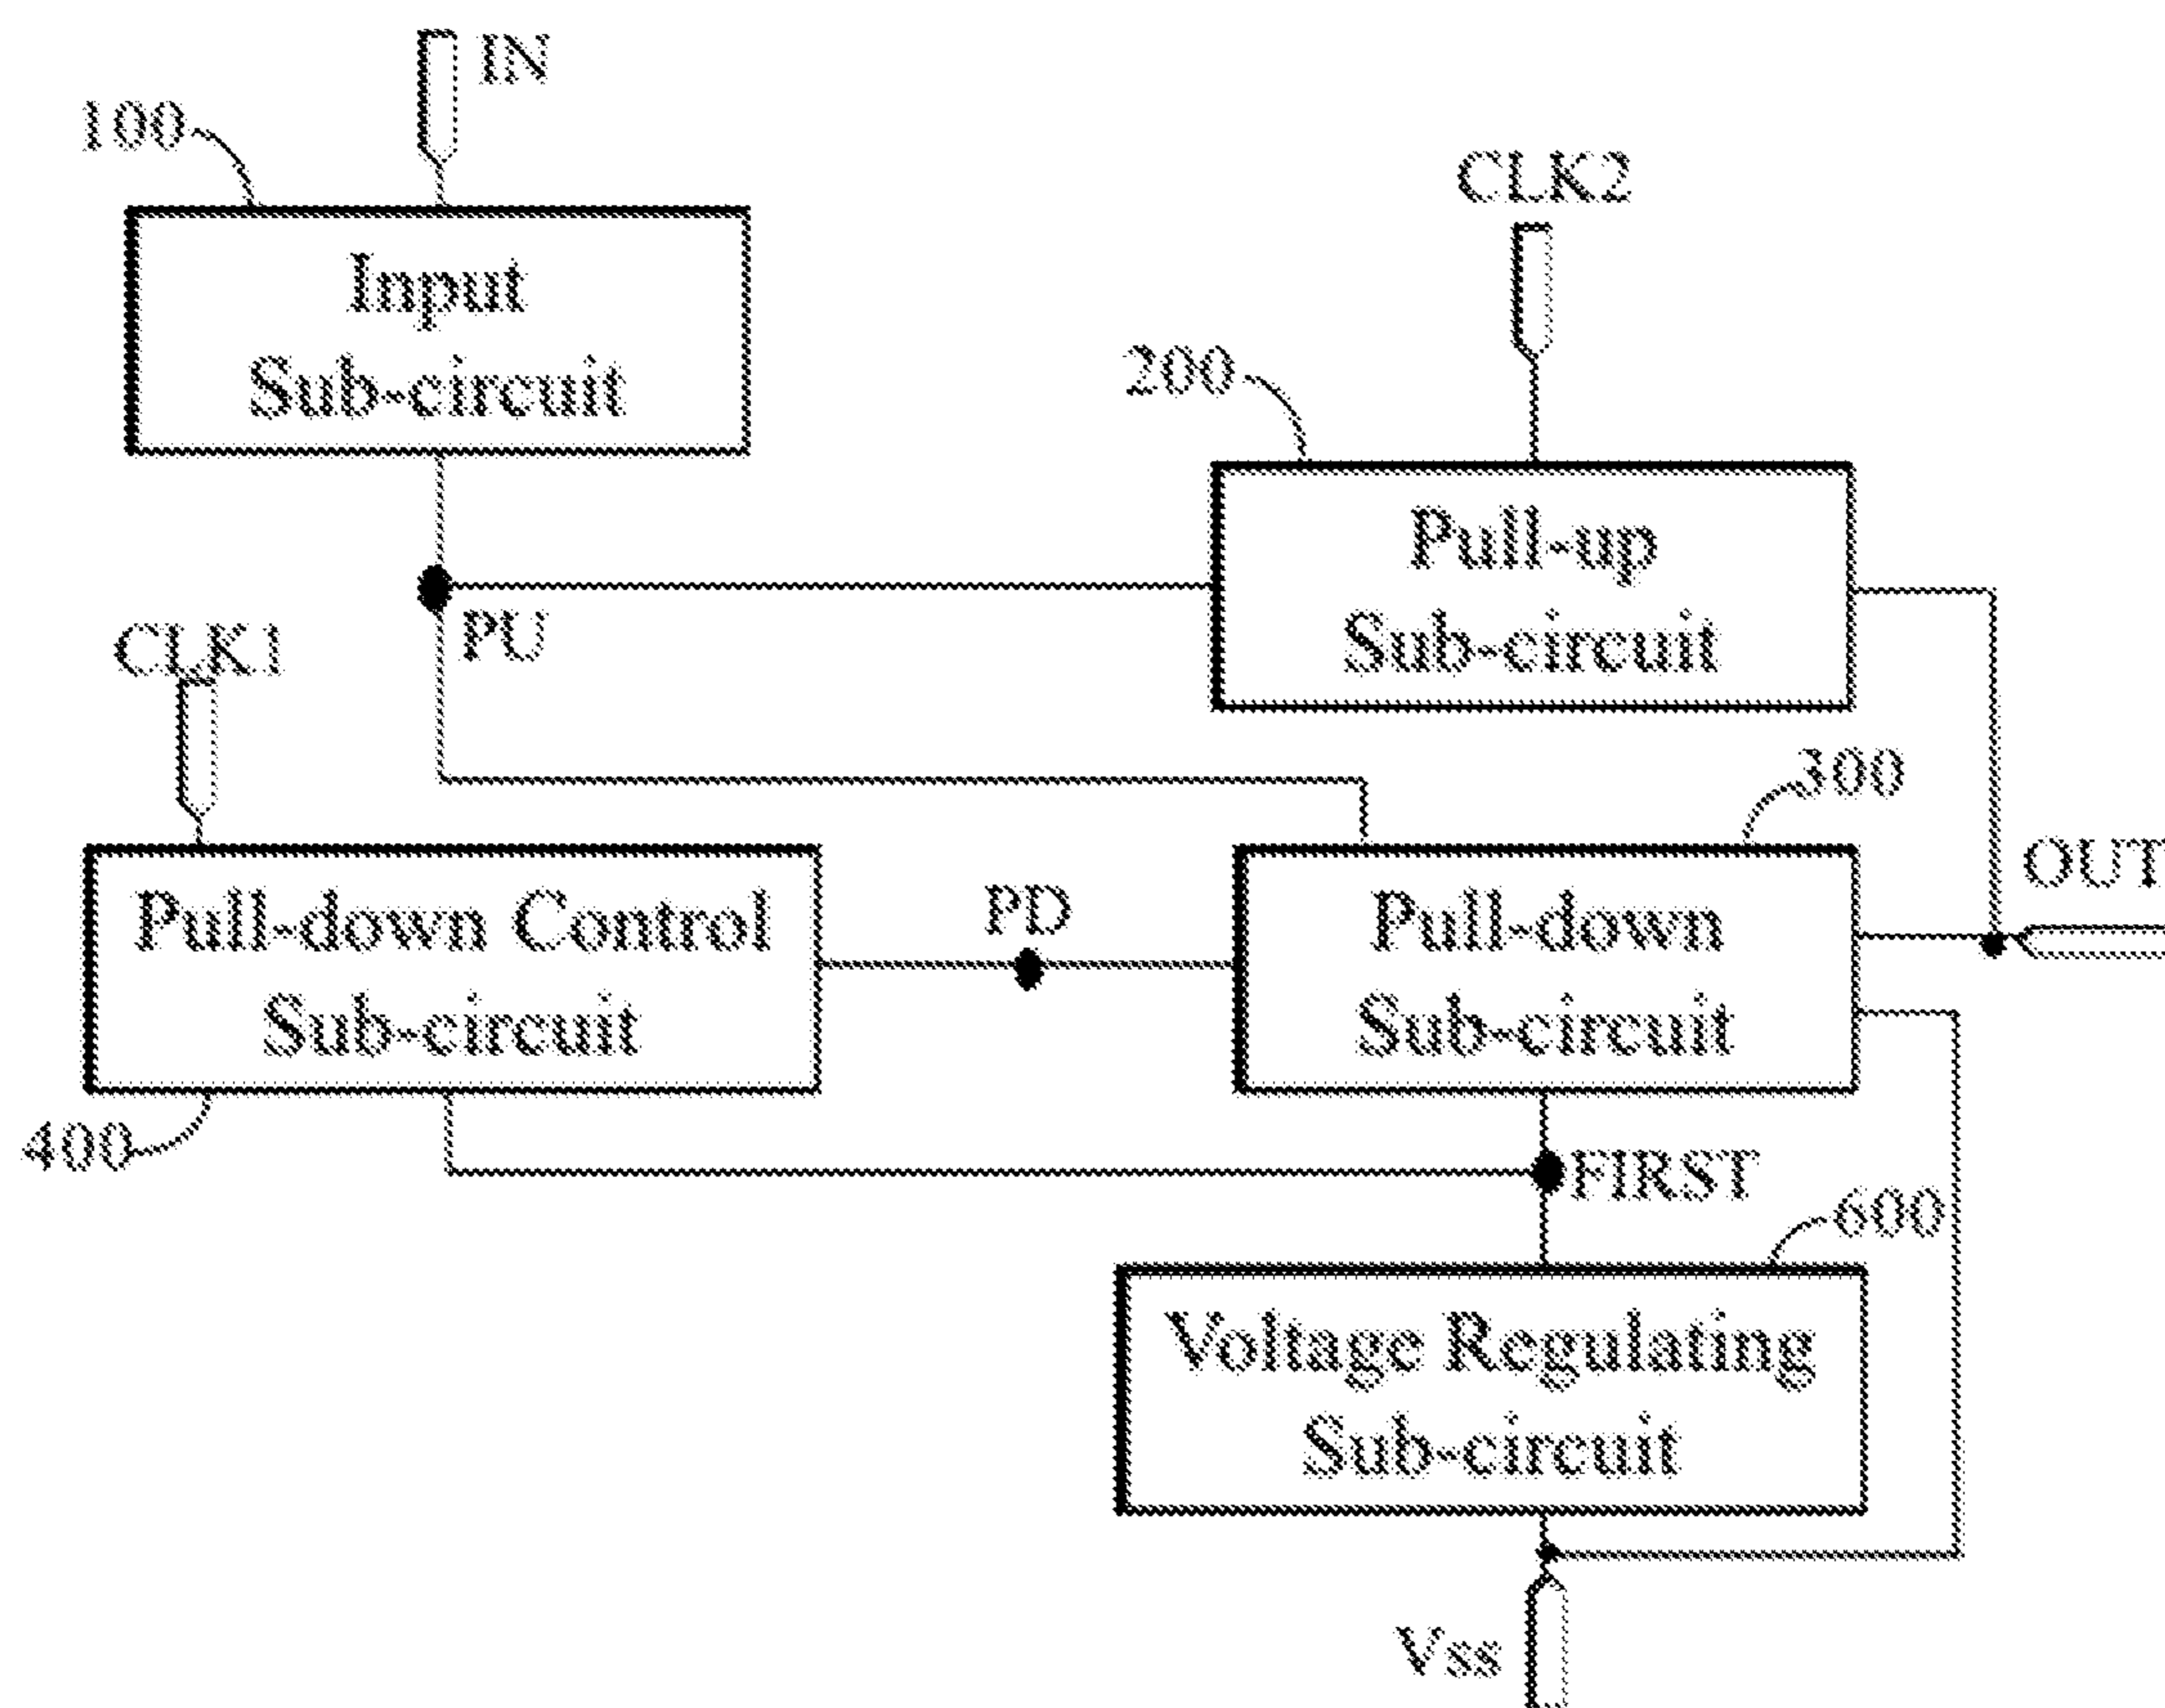 IN
100
Input
Sub-circuit
CLK2
200
Pull-up
Sub-circuit
PU
CLK1
300
OUT
Pull-down Control
Sub-circuit
PD
Pull-down
Sub-circuit
400
FIRST
600
Voltage Regulating
Sub-circuit
Vss